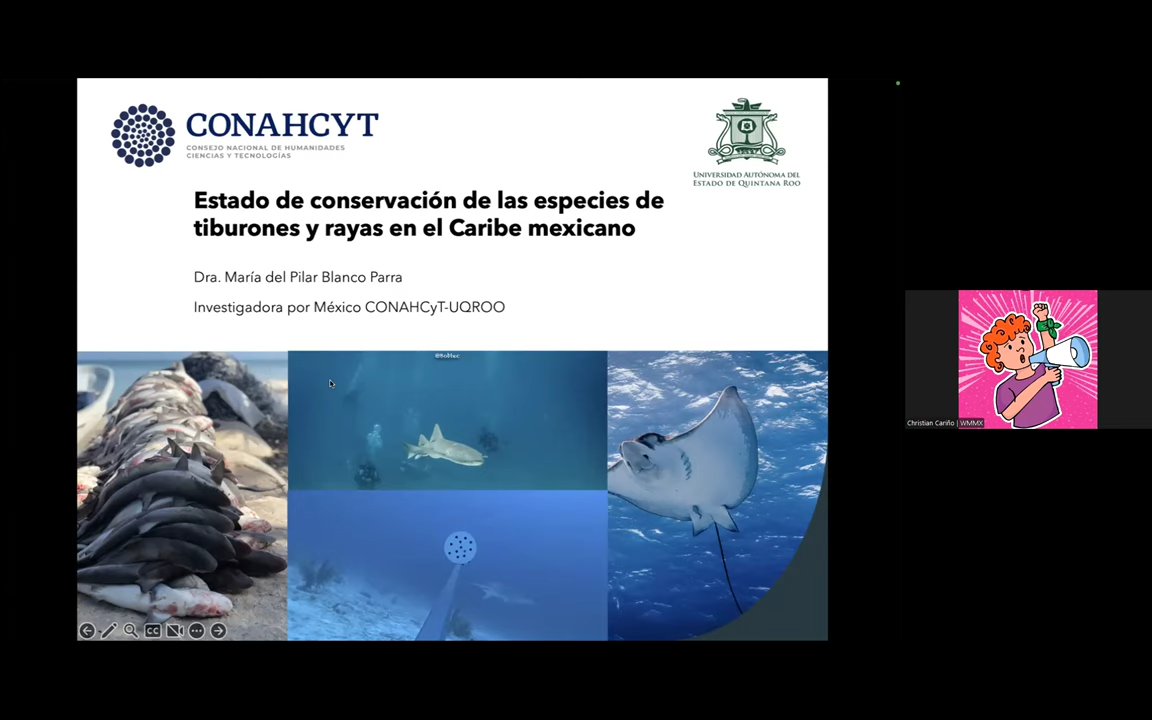 CONAHCYT
CONSEJO NACIONAL DE HUMANIDADES
CIENCIAS Y TECNOLOGÍAS
UNIVERSIDAD AUTÓNOMA DEL
ESTADO DE QUINTANA ROO
Estado de conservación de las especies de
tiburones y rayas en el Caribe mexicano
Dra. María del Pilar Blanco Parra
Investigadora por México CONAHCyT-UQROO
CC
Christian Cariño | WMMX